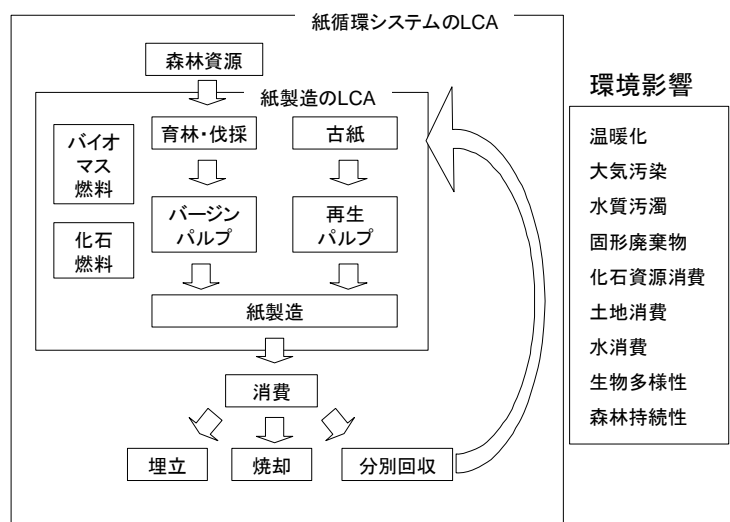 紙循環システムのLCA
森林資源
紙製造のLCA
バイオ
マス
燃料
化石
燃料
育林・伐採
古紙
バージン
パルプ
再生
パルプ
紙製造
消費
埋立
焼却
分別回収
環境影響
温暖化
大気汚染
水質汚濁
固形廃棄物
化石資源消費
土地消費
水消費
生物多様性
森林持続性